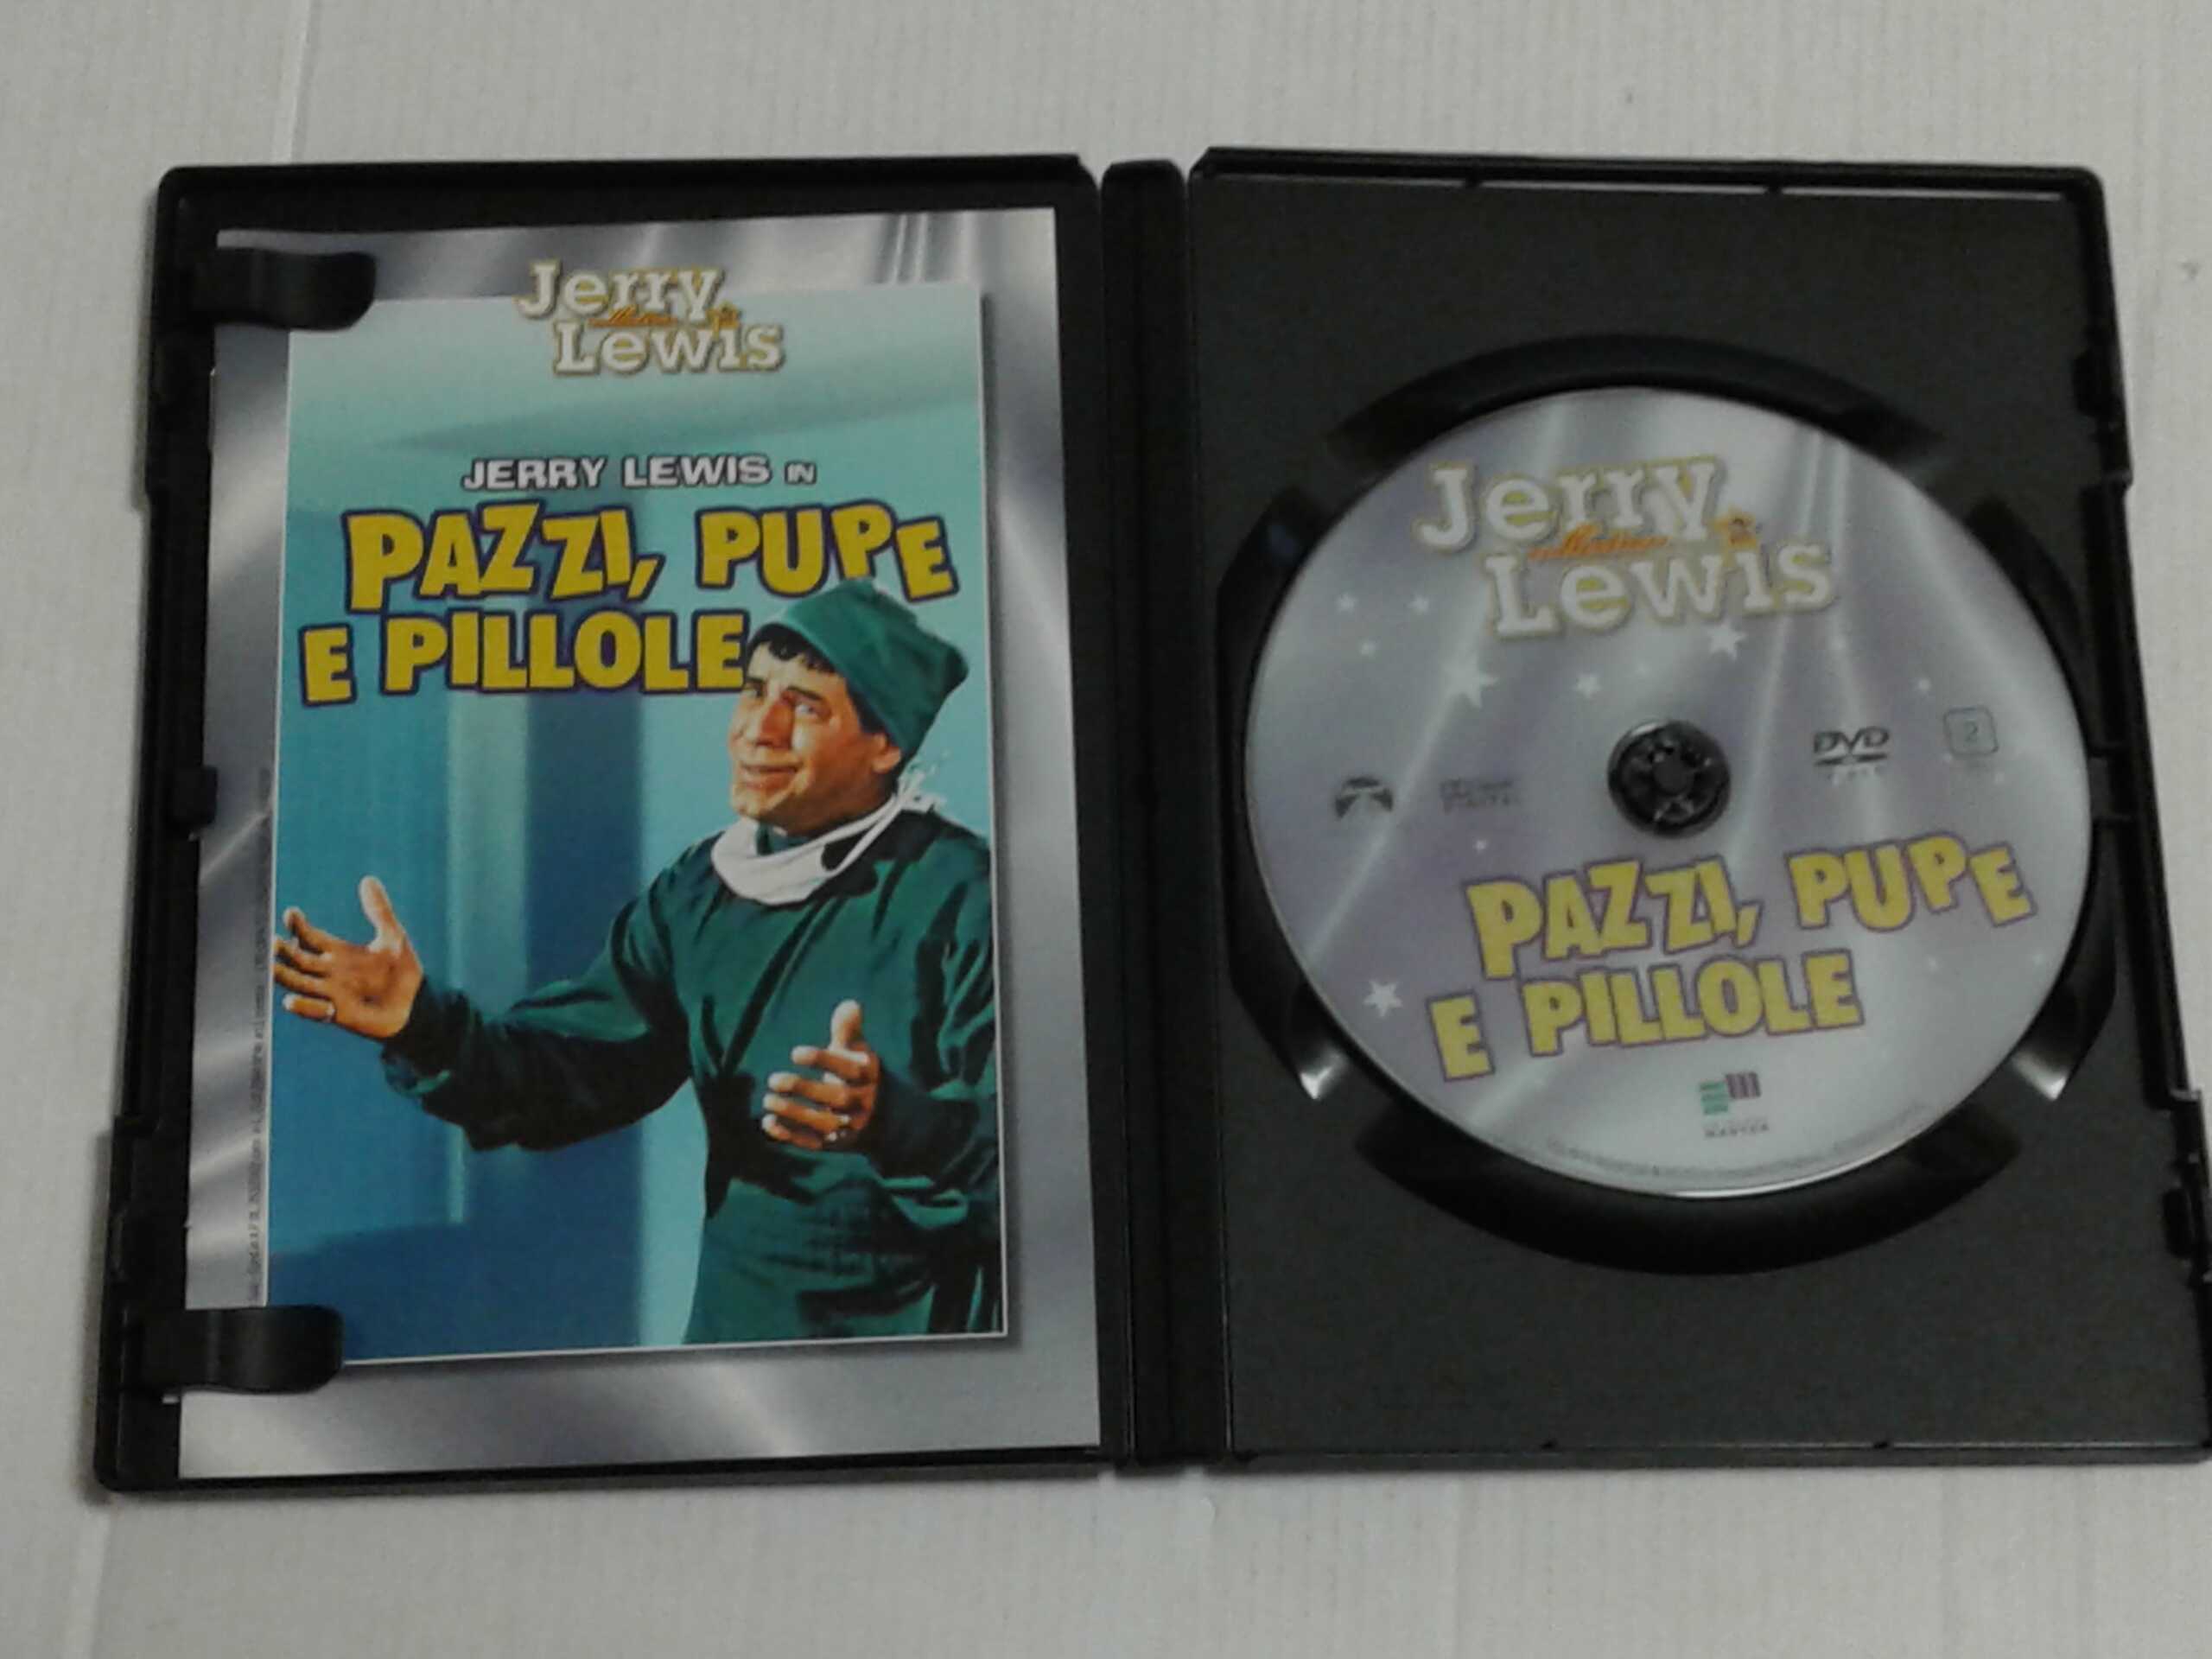 Jerry
Lewis
JERRY LEWIS IN
PAZZI, PUPE
E PILLOLE
Jerry
Lewis
DVD
2
PAZZI, PUPE
E PILLOLE